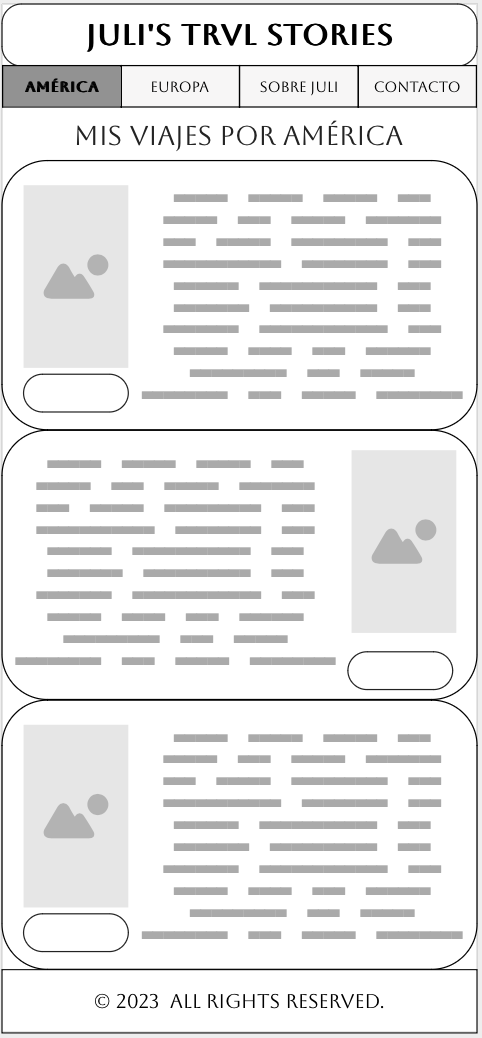 JULI'S TRVL STORIES
AMÉRICA EUROPA SOBRE JULI CONTACTO
MIS VIAJES POR AMÉRICA
© 2023 ALL RIGHTS RESERVED.